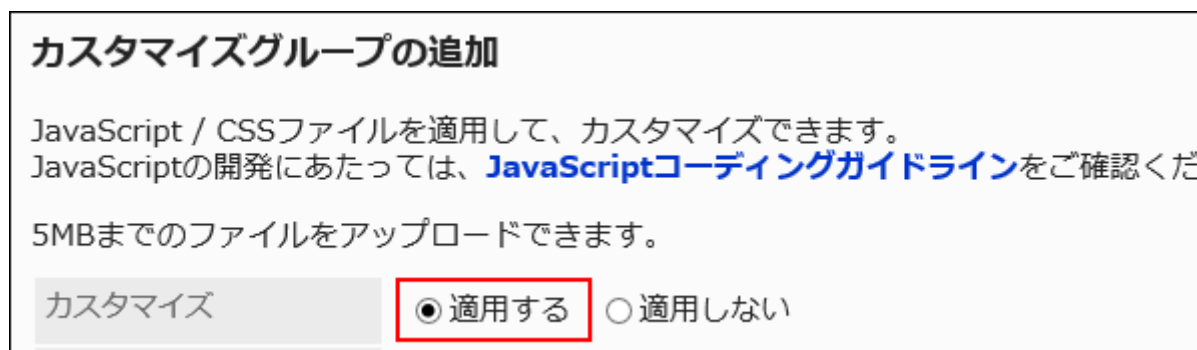 カスタマイズグループの追加
JavaScript / CSSファイルを適用して、カスタマイズできます。
JavaScriptの開発にあたっては、JavaScriptコーディングガイドラインをご確認くだ
5MBまでのファイルをアップロードできます。
カスタマイズ 適用する 適用しない